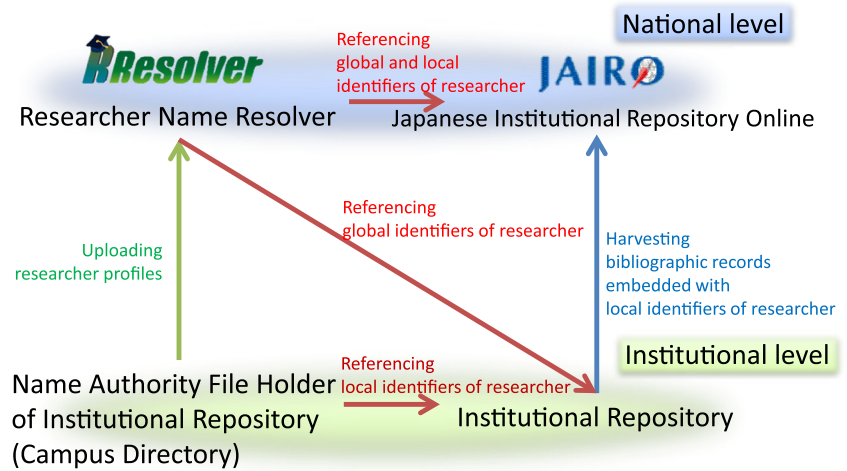 National level
Referencing
global and local
identifiers of researcher
RResolver
JAIRO
Researcher Name Resolver
Japanese Institutional Repository Online
Referencing
global identifiers of researcher
Uploading
researcher profiles
Harvesting
bibliographic records
embedded with
local identifiers of researcher
Institutional level
Referencing
local identifiers of researcher
Name Authority File Holder
of Institutional Repository
(Campus Directory)
Institutional Repository